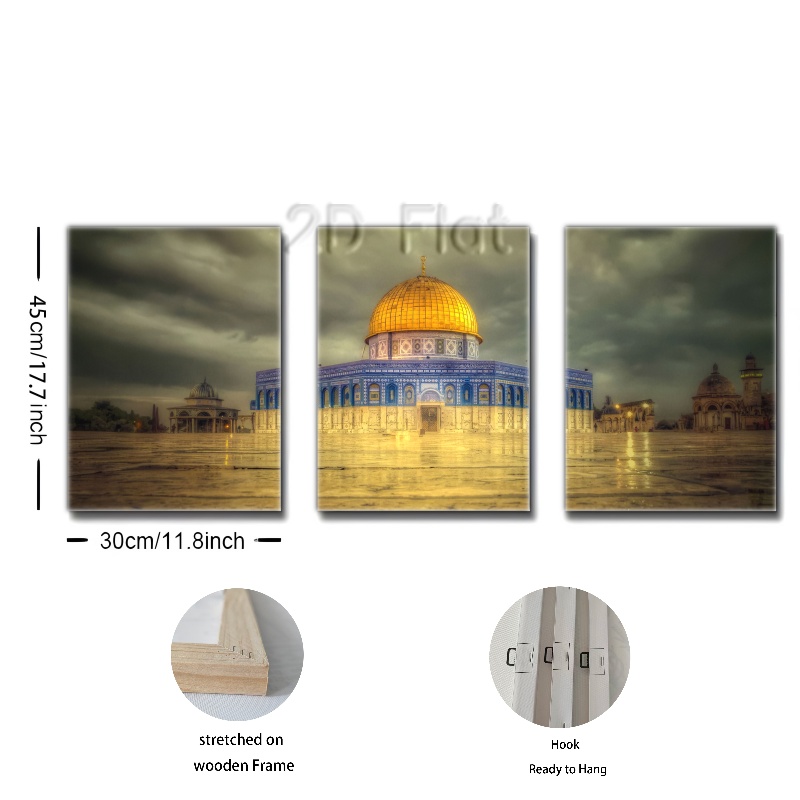 2D Flat
45cm/17.7inch
30cm/11.8inch
stretched on
wooden Frame
Hook
Ready to Hang